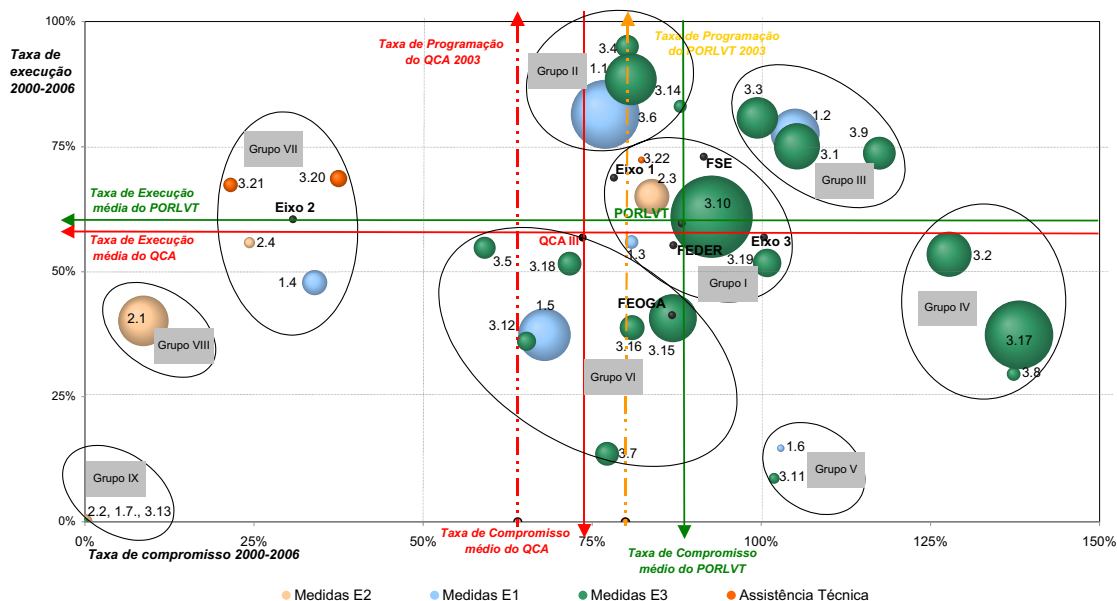 100%
Taxa de
execução
2000-2006
Taxa de Programação
do QCA 2003
Taxa de Programação
do PORLVT 2003
Grupo II
3.4
1.1
3.14
3.6
3.3
1.2
3.9
3.1
Grupo III
75%
Grupo VII
3.21
3.20
Eixo 2
2.4
1.4
Eixo 1
3.22
FSE
2.3
3.10
PORLVT
Taxa de Execução
média do PORLVT
Taxa de Execução
média do QCA
QCA III
1.3
FEDER
Eixo 3
3.19
Grupo I
50%
3.5
3.18
3.2
Grupo IV
3.17
3.8
2.1
Grupo VIII
1.5
3.12
FEOGA
3.16
3.15
Grupo VI
25%
3.7
1.6
3.11
Grupo V
Grupo IX
2.2, 1.7., 3.13
0%
0%
25%
75%
100%
125%
150%
Taxa de compromisso 2000-2006
Taxa de Compromisso
médio do QCA
Taxa de Compromisso
médio do PORLVT
Medidas E2
Medidas E1
Medidas E3
Assistência Técnica